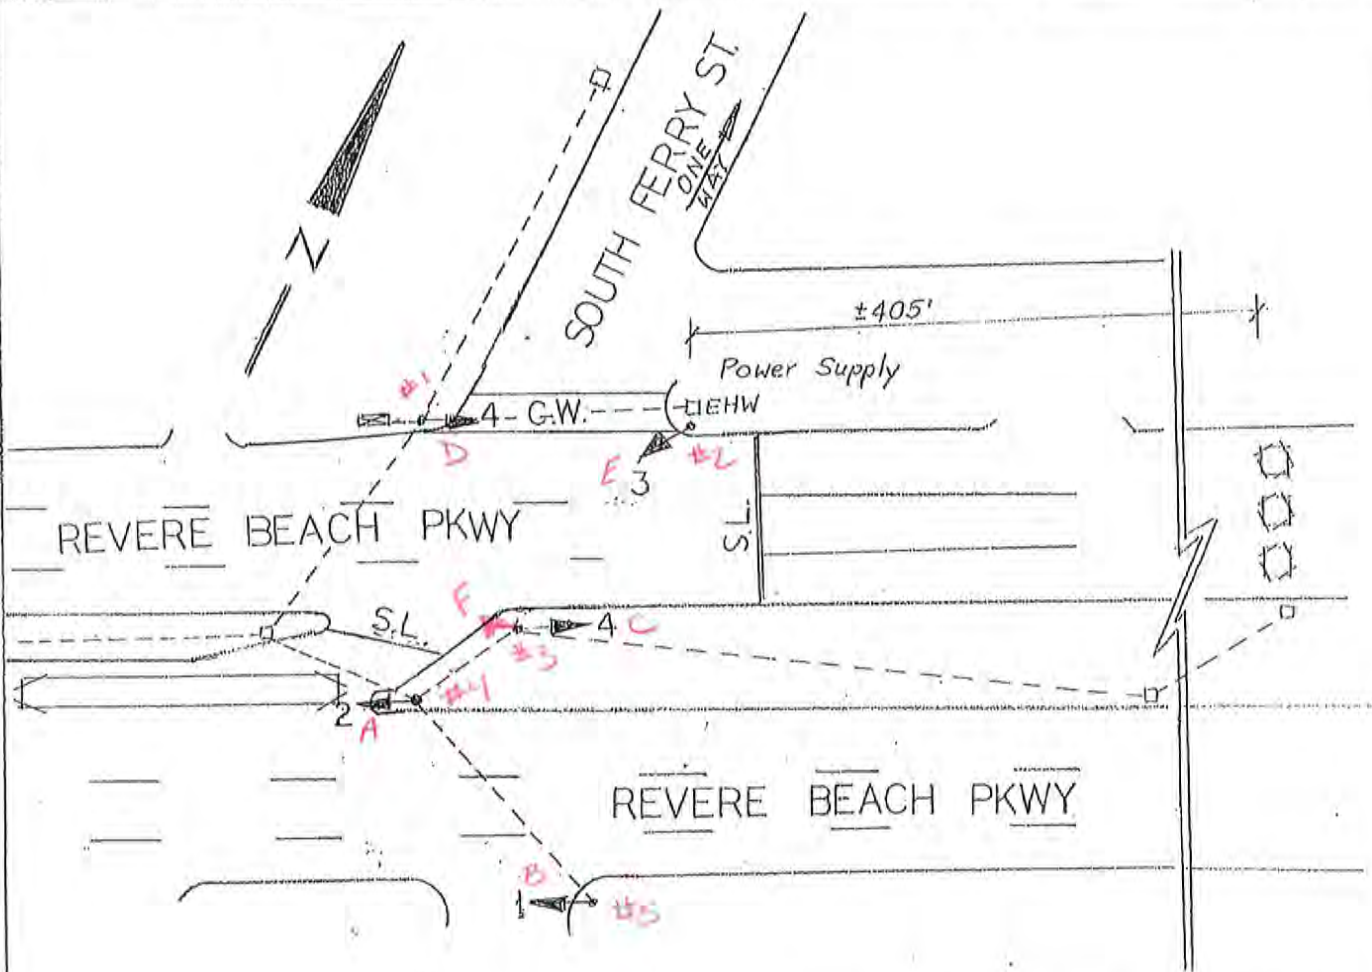 SOUTH FERRY ST.
ONE
WAY
N
±405'
Power Supply
#1
4 - G.W.
EHW
D
E
3
#2
REVERE BEACH PKWY
S.L.
F
S.L.
4 C
#3
#4
2
A
REVERE BEACH PKWY
B
1
#5